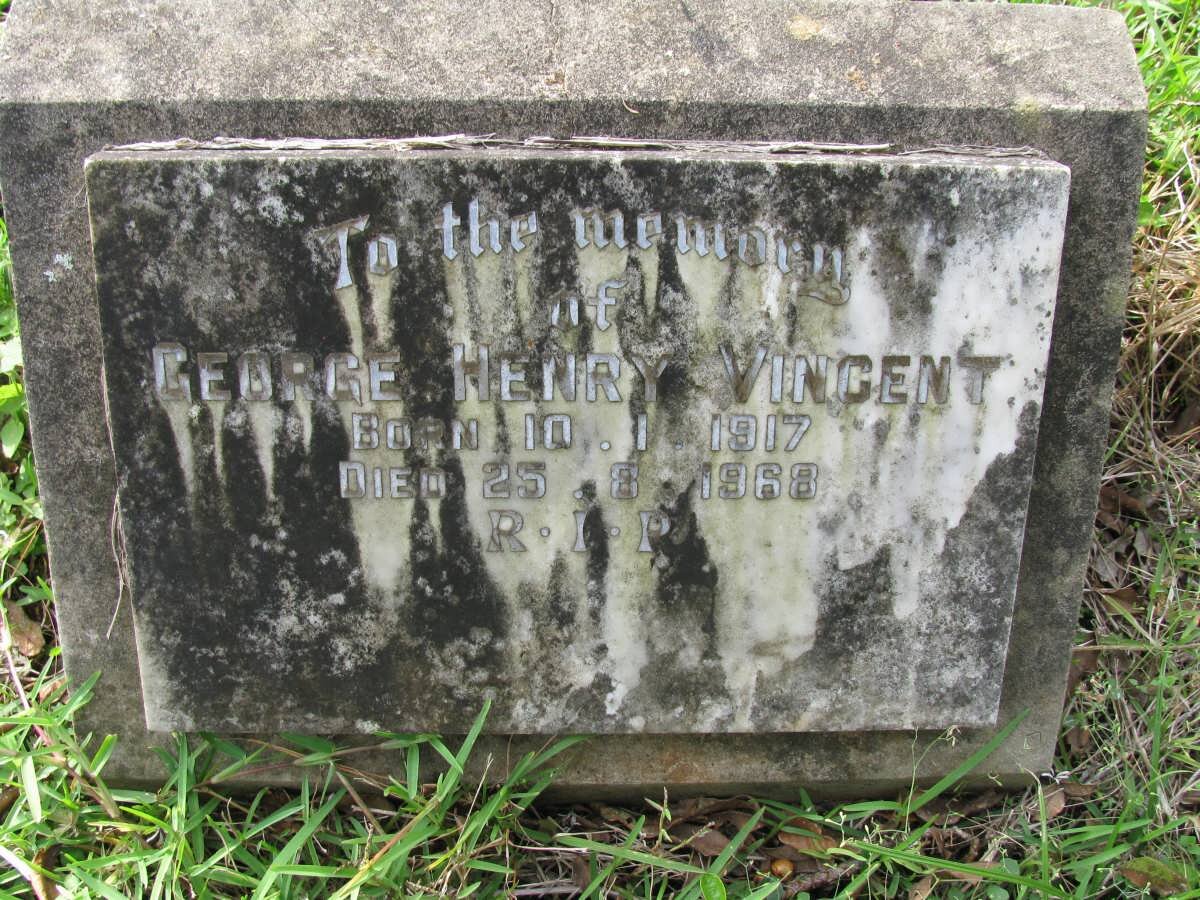 To the memory
of
GEORGE HENRY VINCENT
BORN 10.1.1917
DIED 25.8.1968
R·I·P